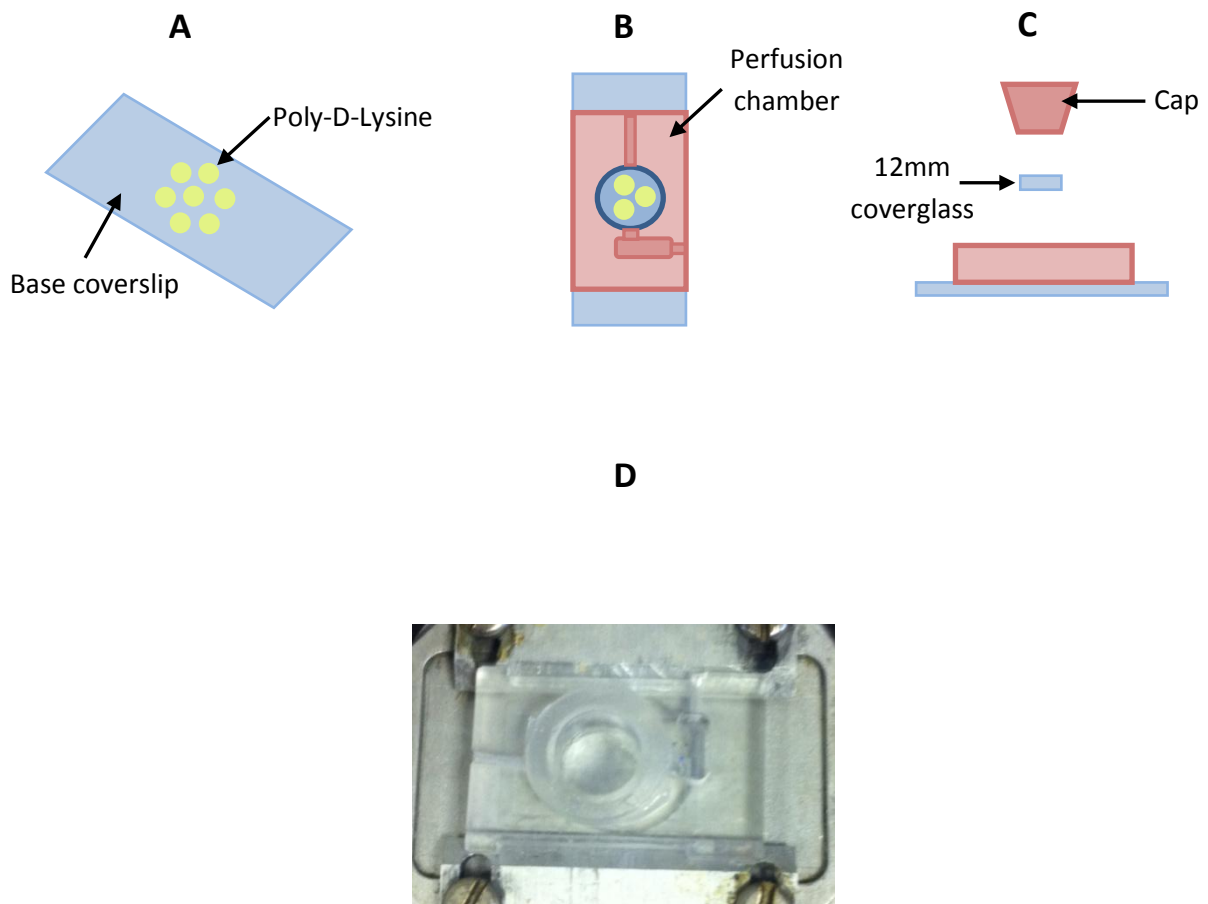 A
B
C
Poly-D-Lysine
Base coverslip
Perfusion
chamber
Cap
12mm
coverglass
D